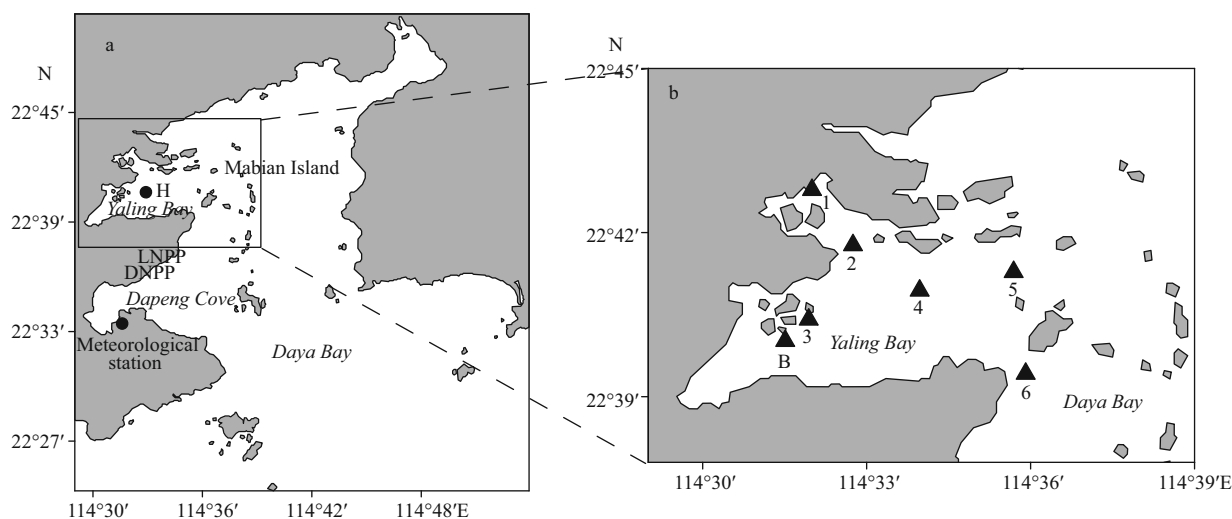 a
N
22°45′
22°39′
22°33′
22°27′
Mabian Island
H
Yaling Bay
LNPP
DNPP
Dapeng Cove
Meteorological
station
Daya Bay
114°30′ 114°36′ 114°42′ 114°48′E
b
N
22°45′
22°42′
22°39′
1
2
5
4
3
Yaling Bay
B
6
Daya Bay
114°30′ 114°33′ 114°36′ 114°39′E